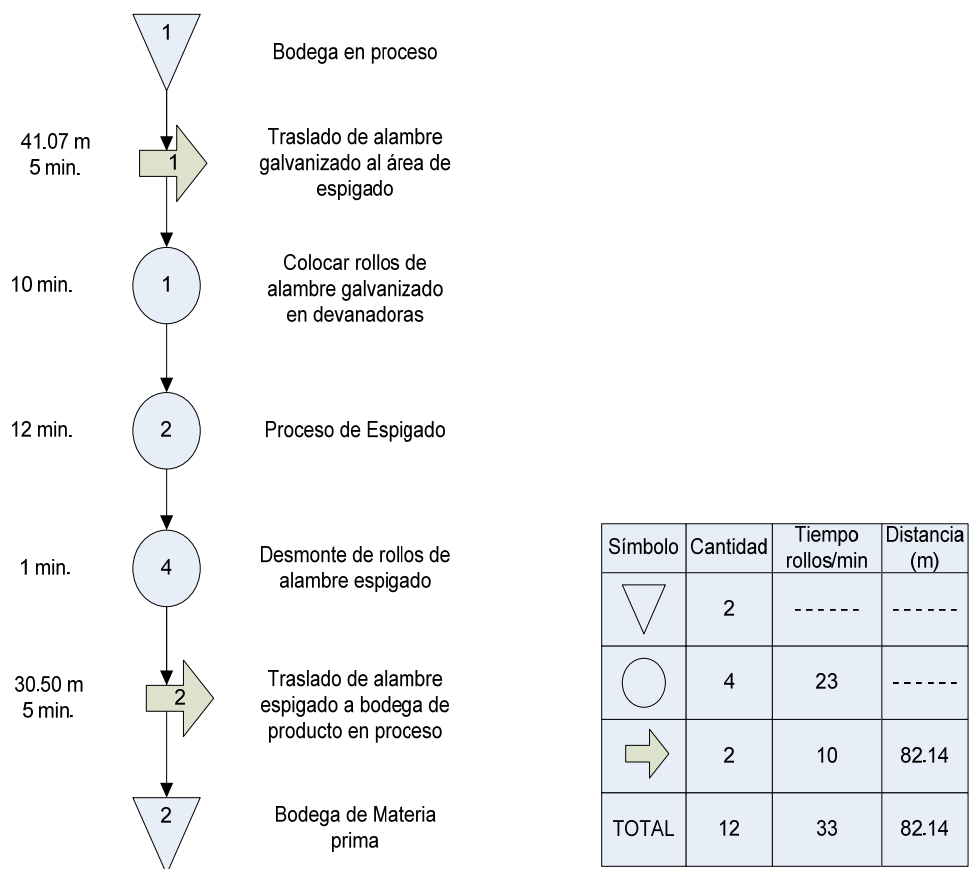 1
Bodega en proceso
41.07 m
5 min.
1
Traslado de alambre
galvanizado al área de
espigado
10 min.
1
Colocar rollos de
alambre galvanizado
en devanadoras
12 min.
2
Proceso de Espigado
1 min.
4
Desmonte de rollos de
alambre espigado
30.50 m
5 min.
2
Traslado de alambre
espigado a bodega de
producto en proceso
2
Bodega de Materia
prima
Símbolo Cantidad Tiempo rollos/min Distancia (m)
2 ------ ------
4 23 ------
2 10 82.14
TOTAL 12 33 82.14